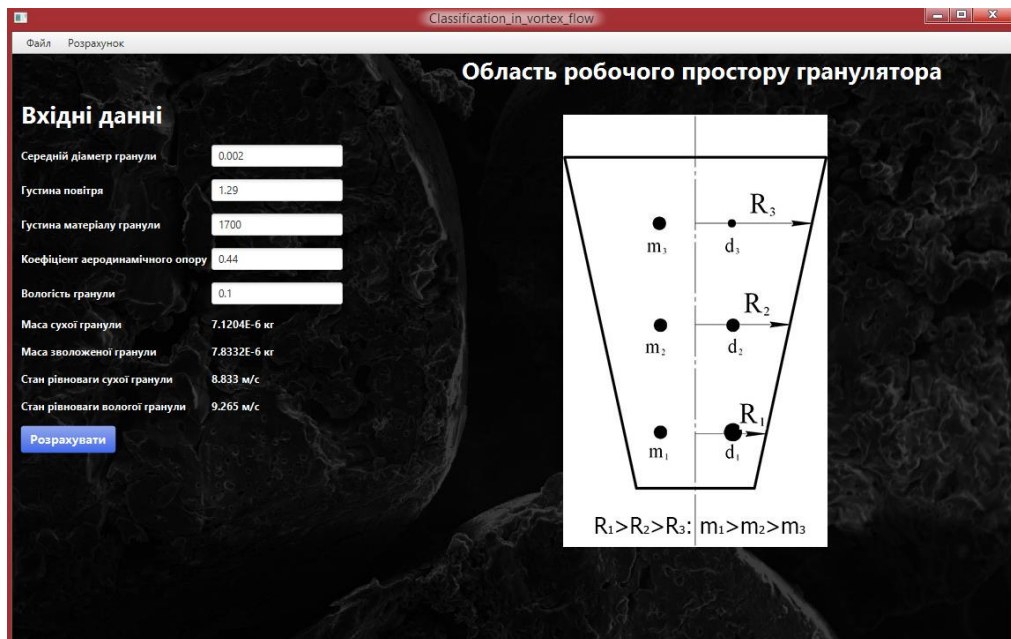 Classification_in_vortex_flow
Файл Розрахунок
Область робочого простору гранулятора
Вхідні данні
Середній діаметр гранули 0.002
Густина повітря 1.29
Густина матеріалу гранули 1700
Коефіцієнт аеродинамічного опору 0.44
Вологість гранули 0.1
Маса сухої гранули 7.1204E-6 кг
Маса зволоженої гранули 7.8332E-6 кг
Стан рівноваги сухої гранули 8.833 м/с
Стан рівноваги вологої гранули 9.265 м/с
Розрахувати
R₃
m₃ d₃
R₂
m₂ d₂
R₁
m₁ d₁
R₁>R₂>R₃: m₁>m₂>m₃